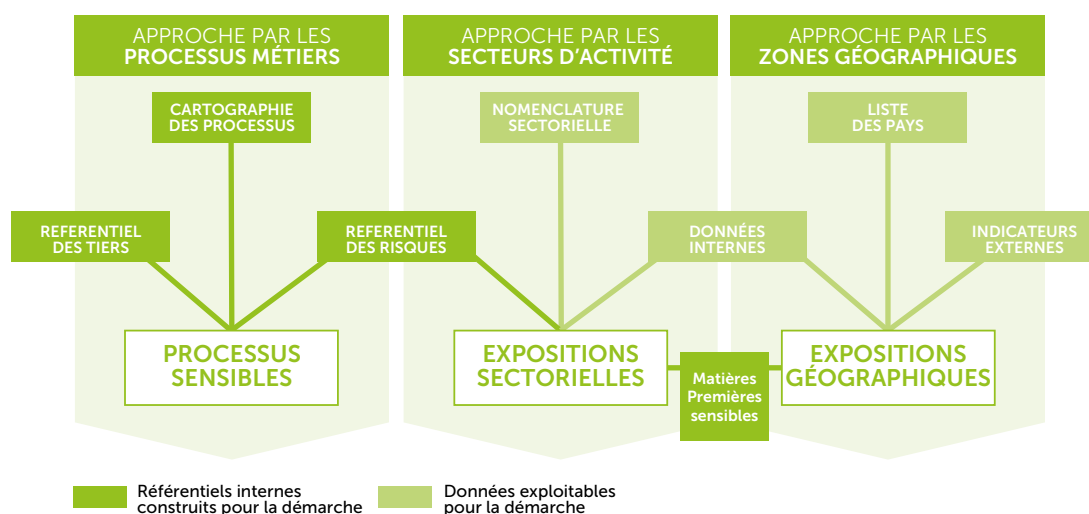 APPROCHE PAR LES
PROCESSUS MÉTIERS
APPROCHE PAR LES
SECTEURS D'ACTIVITÉ
APPROCHE PAR LES
ZONES GÉOGRAPHIQUES
CARTOGRAPHIE
DES PROCESSUS
NOMENCLATURE
SECTORIELLE
LISTE
DES PAYS
REFERENTIEL
DES TIERS
REFERENTIEL
DES RISQUES
DONNÉES
INTERNES
INDICATEURS
EXTERNES
PROCESSUS
SENSIBLES
EXPOSITIONS
SECTORIELLES
Matières
Premières
sensibles
EXPOSITIONS
GÉOGRAPHIQUES
Référentiels internes
construits pour la démarche
Données exploitables
pour la démarche